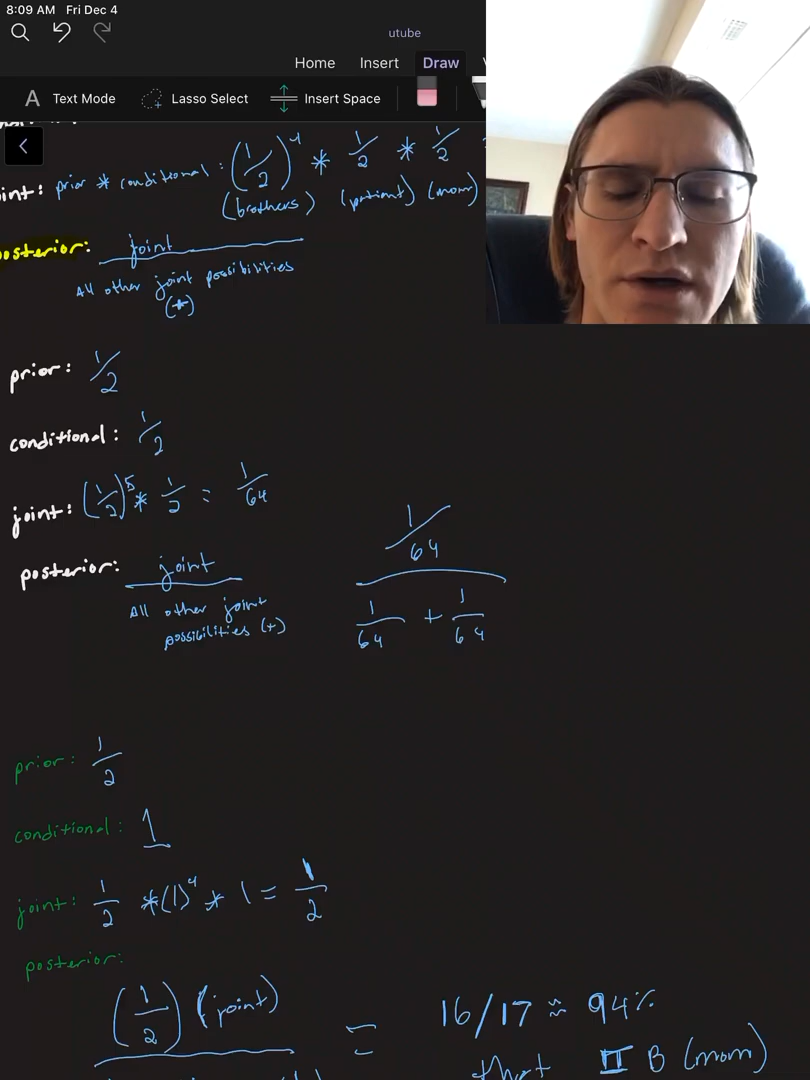 8:09 AM Fri Dec 4
utube
Home Insert Draw
A Text Mode Lasso Select Insert Space
int: prior * conditional : (1/2)^4 * 1/2 * 1/2
(brothers) (patient) (mom)
osterior: joint
All other joint possibilities
(+)
prior: 1/2
conditional: 1/2
joint: (1/2)^5 * 1/2 = 1/64
1/64
posterior: joint
All other joint
possibilities (+)
1/64 + 1/64
prior: 1/2
conditional: 1
joint: 1/2 *(1)^4 * 1 = 1/2
posterior:
(1/2) (joint) = 16/17 ≈ 94%
that II B (mom)